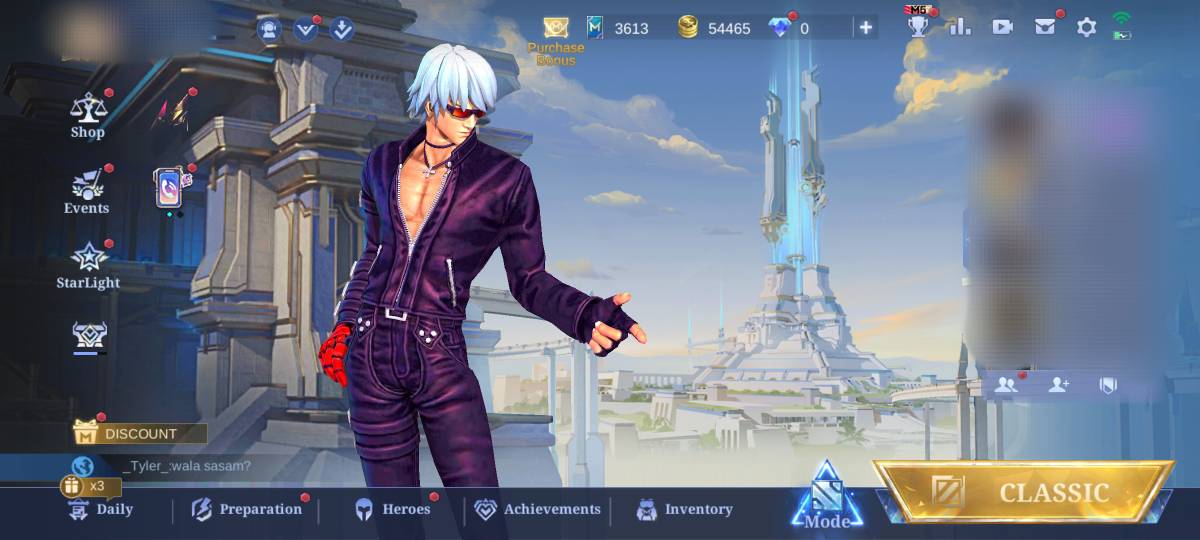 3613
54465
0
M5
Purchase
Bonus
Shop
Events
StarLight
DISCOUNT
_Tyler_:wala sasam?
x3
Daily
Preparation
Heroes
Achievements
Inventory
Mode
CLASSIC